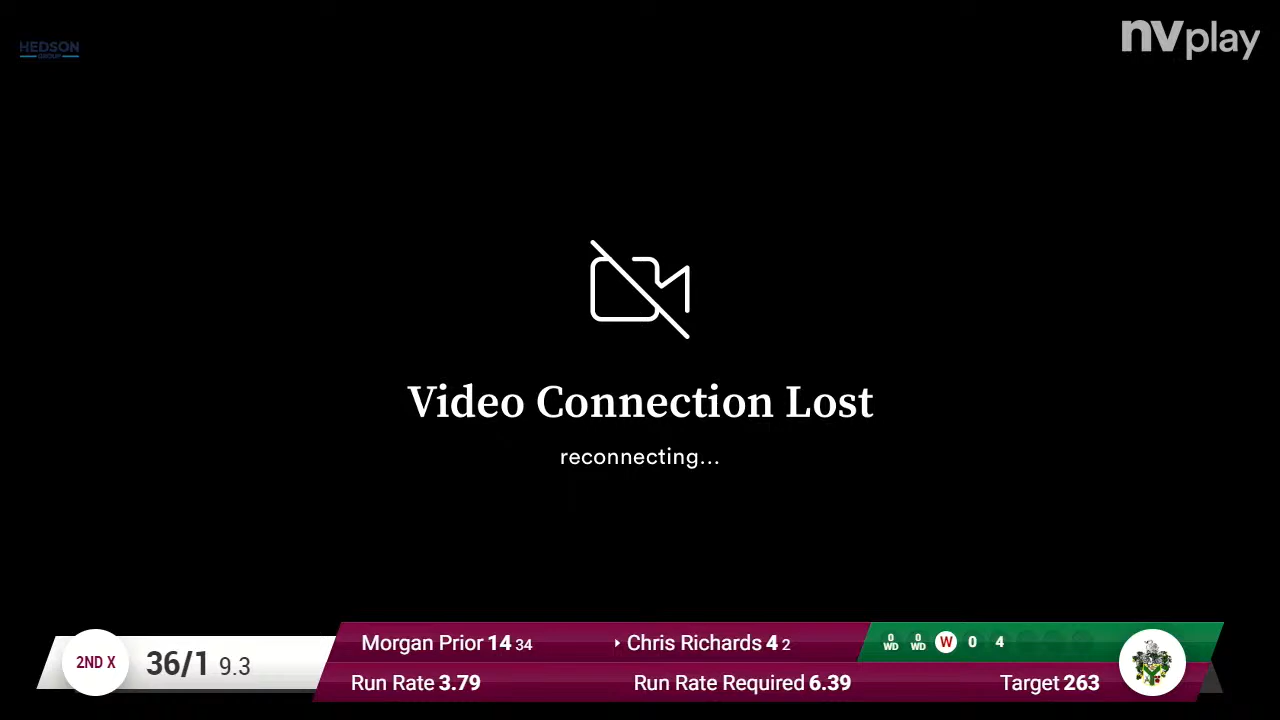 HEDSON
GROUP
nvplay
Video Connection Lost
reconnecting...
2ND X
36/1 9.3
Morgan Prior 14 34
Chris Richards 4 2
0 WD 0 WD W 0 4
Run Rate 3.79
Run Rate Required 6.39
Target 263